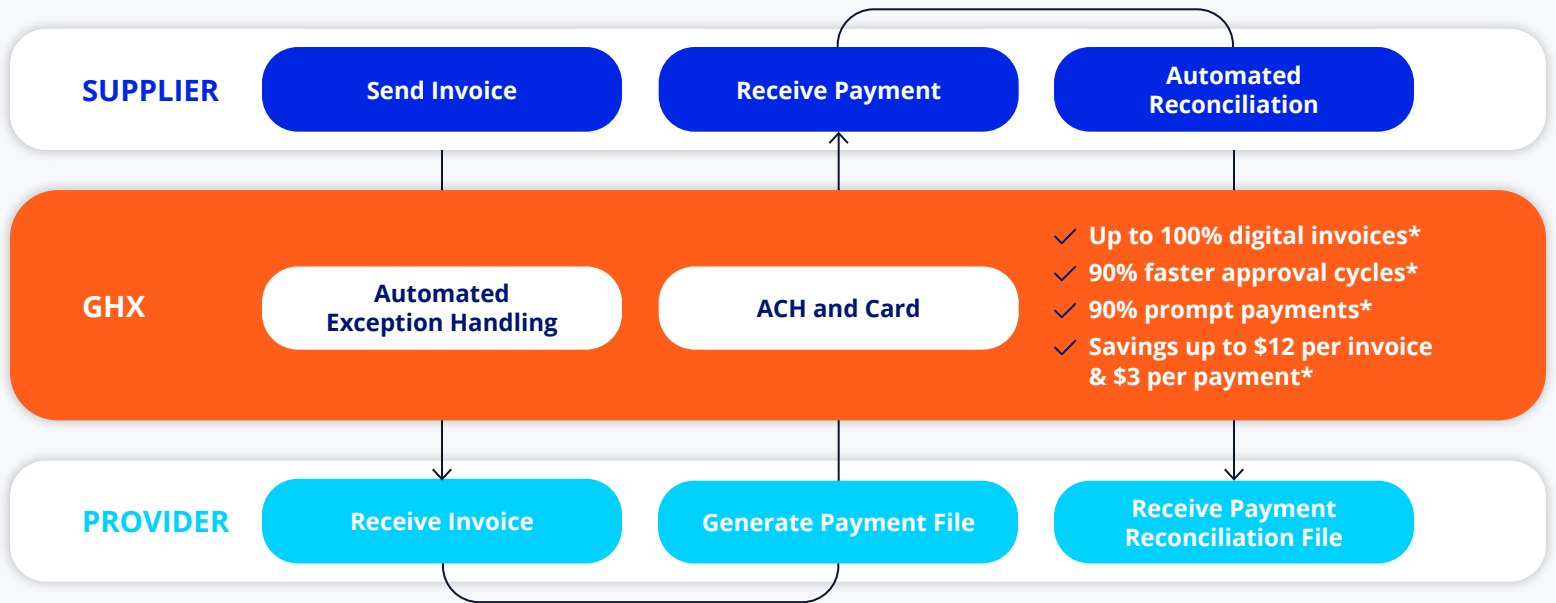 SUPPLIER
Send Invoice
Receive Payment
Automated
Reconciliation
GHX
Automated
Exception Handling
ACH and Card
Up to 100% digital invoices*
90% faster approval cycles*
90% prompt payments*
Savings up to $12 per invoice
& $3 per payment*
PROVIDER
Receive Invoice
Generate Payment File
Receive Payment
Reconciliation File